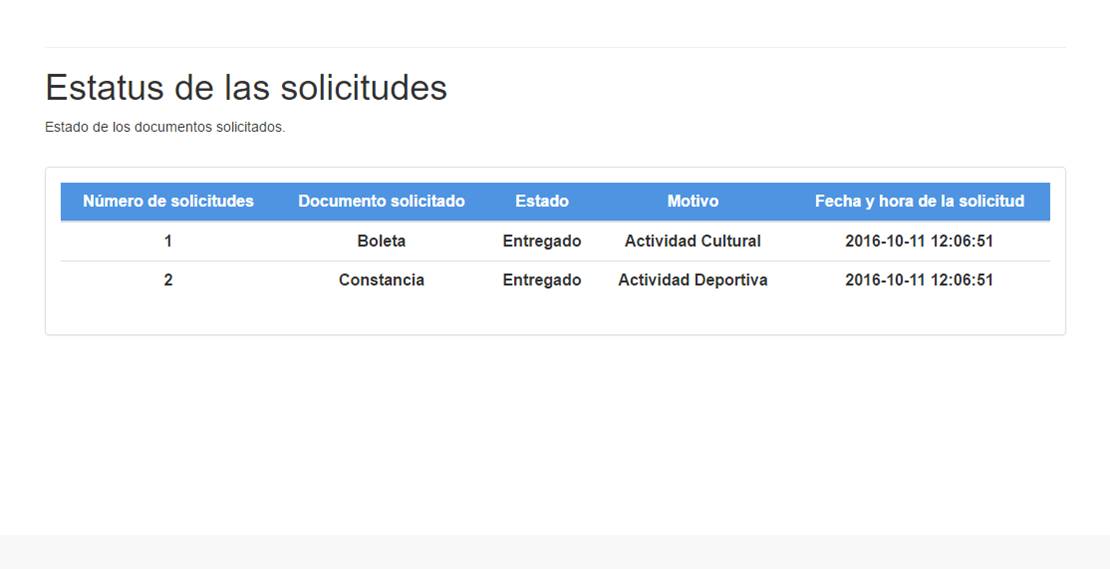 Estatus de las solicitudes
Estado de los documentos solicitados.
Número de solicitudes Documento solicitado Estado Motivo Fecha y hora de la solicitud
1 Boleta Entregado Actividad Cultural 2016-10-11 12:06:51
2 Constancia Entregado Actividad Deportiva 2016-10-11 12:06:51